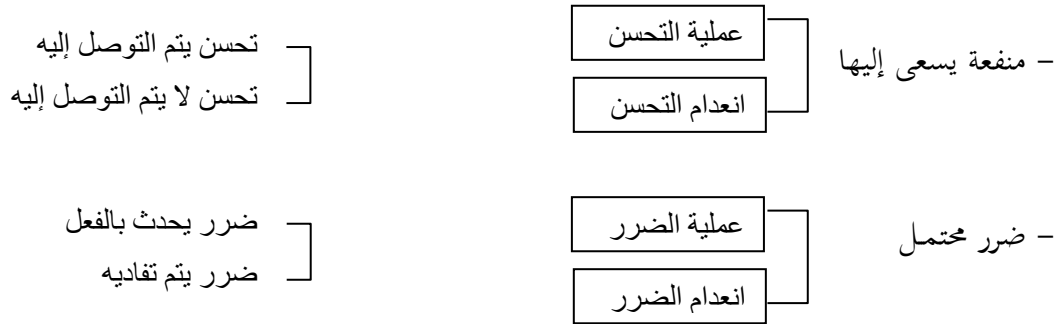 – منفعة يسعى إليها
عملية التحسن
انعدام التحسن
تحسن يتم التوصل إليه
تحسن لا يتم التوصل إليه
– ضرر محتمل
عملية الضرر
انعدام الضرر
ضرر يحدث بالفعل
ضرر يتم تفاديه